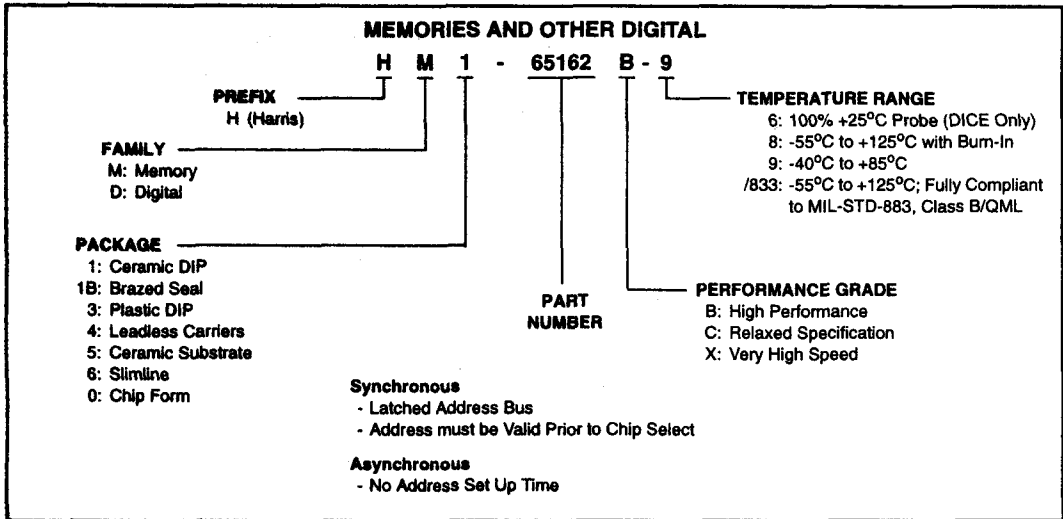 MEMORIES AND OTHER DIGITAL
H M 1 - 65162 B - 9
PREFIX
H (Harris)
FAMILY
M: Memory
D: Digital
PACKAGE
1: Ceramic DIP
1B: Brazed Seal
3: Plastic DIP
4: Leadless Carriers
5: Ceramic Substrate
6: Slimline
0: Chip Form
PART
NUMBER
TEMPERATURE RANGE
6: 100% +25°C Probe (DICE Only)
8: -55°C to +125°C with Burn-In
9: -40°C to +85°C
/833: -55°C to +125°C; Fully Compliant
to MIL-STD-883, Class B/QML
PERFORMANCE GRADE
B: High Performance
C: Relaxed Specification
X: Very High Speed
Synchronous
- Latched Address Bus
- Address must be Valid Prior to Chip Select
Asynchronous
- No Address Set Up Time